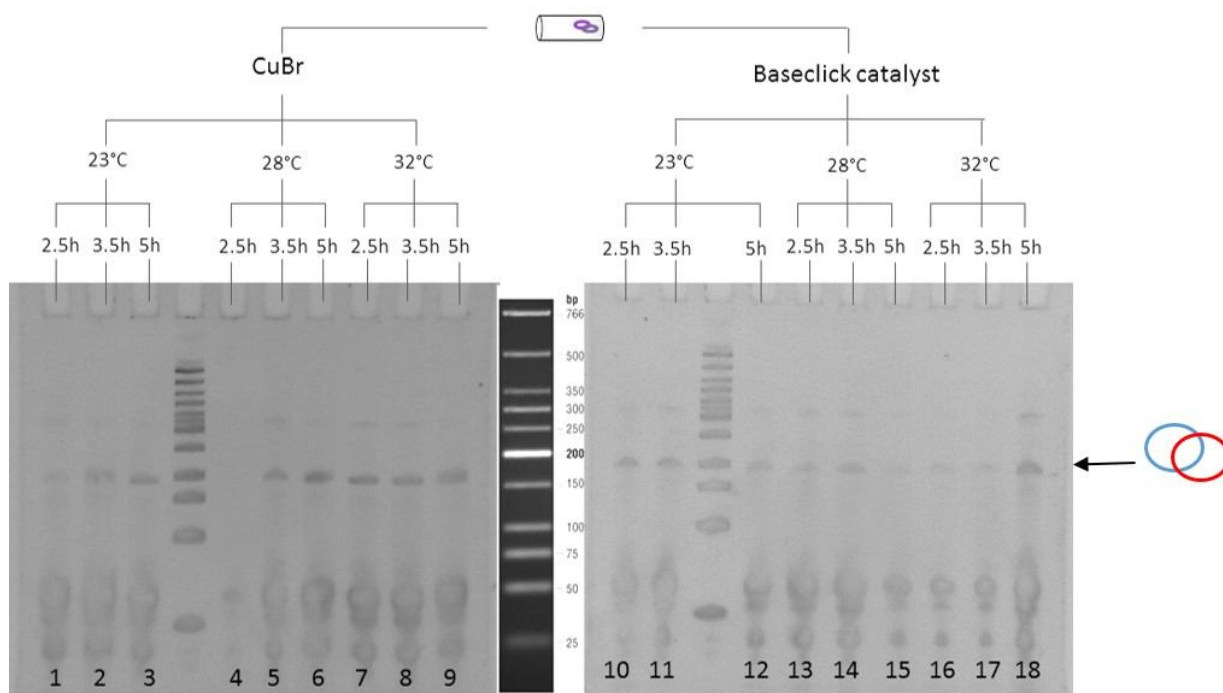 CuBr
Baseclick catalyst
23°C 28°C 32°C
23°C 28°C 32°C
2.5h 3.5h 5h 2.5h 3.5h 5h 2.5h 3.5h 5h
2.5h 3.5h 5h 2.5h 3.5h 5h 2.5h 3.5h 5h
bp
766
500
350
300
250
200
150
100
75
50
25
1 2 3 4 5 6 7 8 9
10 11 12 13 14 15 16 17 18